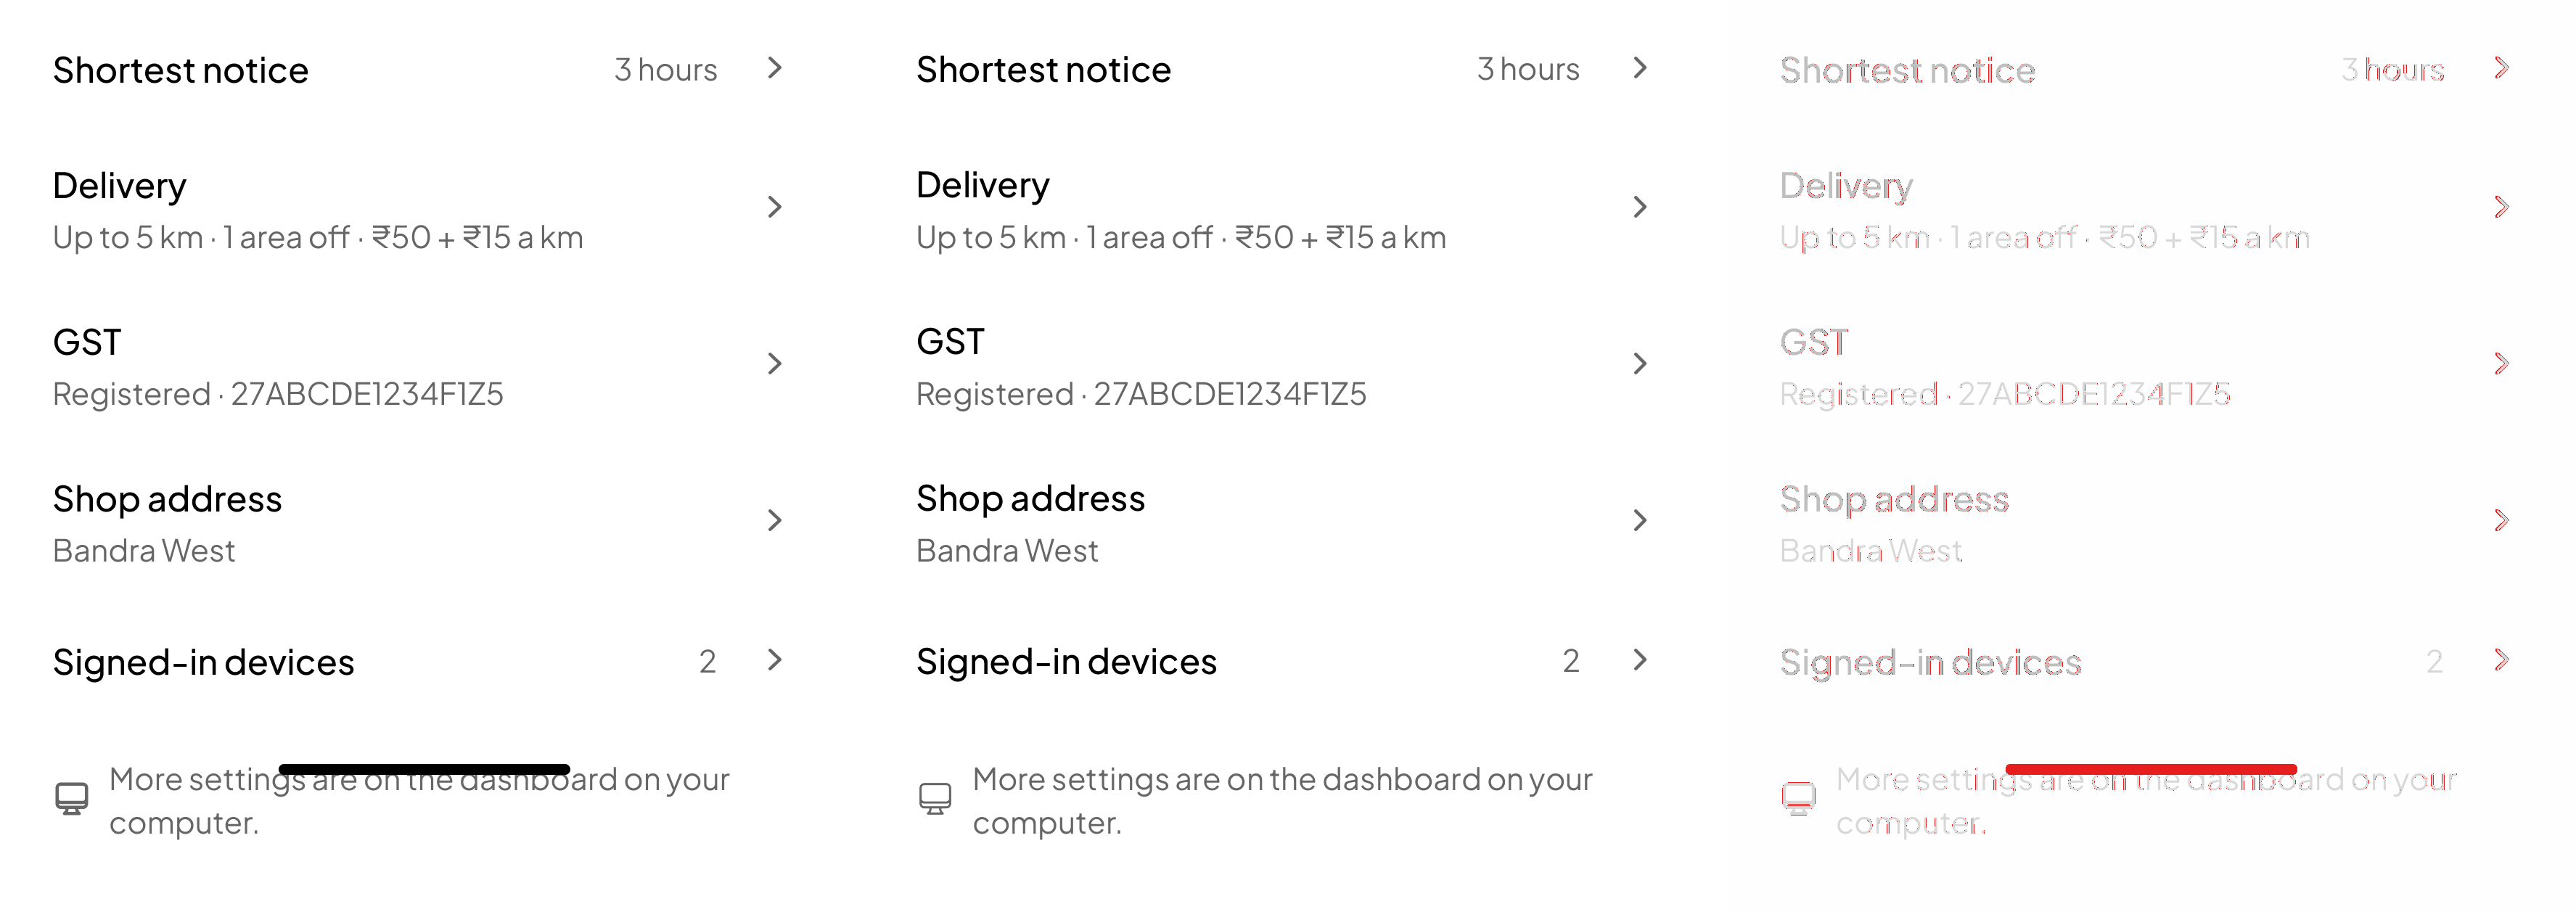 Shortest notice 3 hours
Delivery
Up to 5 km · 1 area off · ₹50 + ₹15 a km
GST
Registered · 27ABCDE1234F1Z5
Shop address
Bandra West
Signed-in devices 2
More settings are on the dashboard on your
computer.
Shortest notice 3 hours
Delivery
Up to 5 km · 1 area off · ₹50 + ₹15 a km
GST
Registered · 27ABCDE1234F1Z5
Shop address
Bandra West
Signed-in devices 2
More settings are on the dashboard on your
computer.
Shortest notice 3 hours
Delivery
Up to 5 km · 1 area off · ₹50 + ₹15 a km
GST
Registered · 27ABCDE1234F1Z5
Shop address
Bandra West
Signed-in devices 2
More settings are on the dashboard on your
computer.